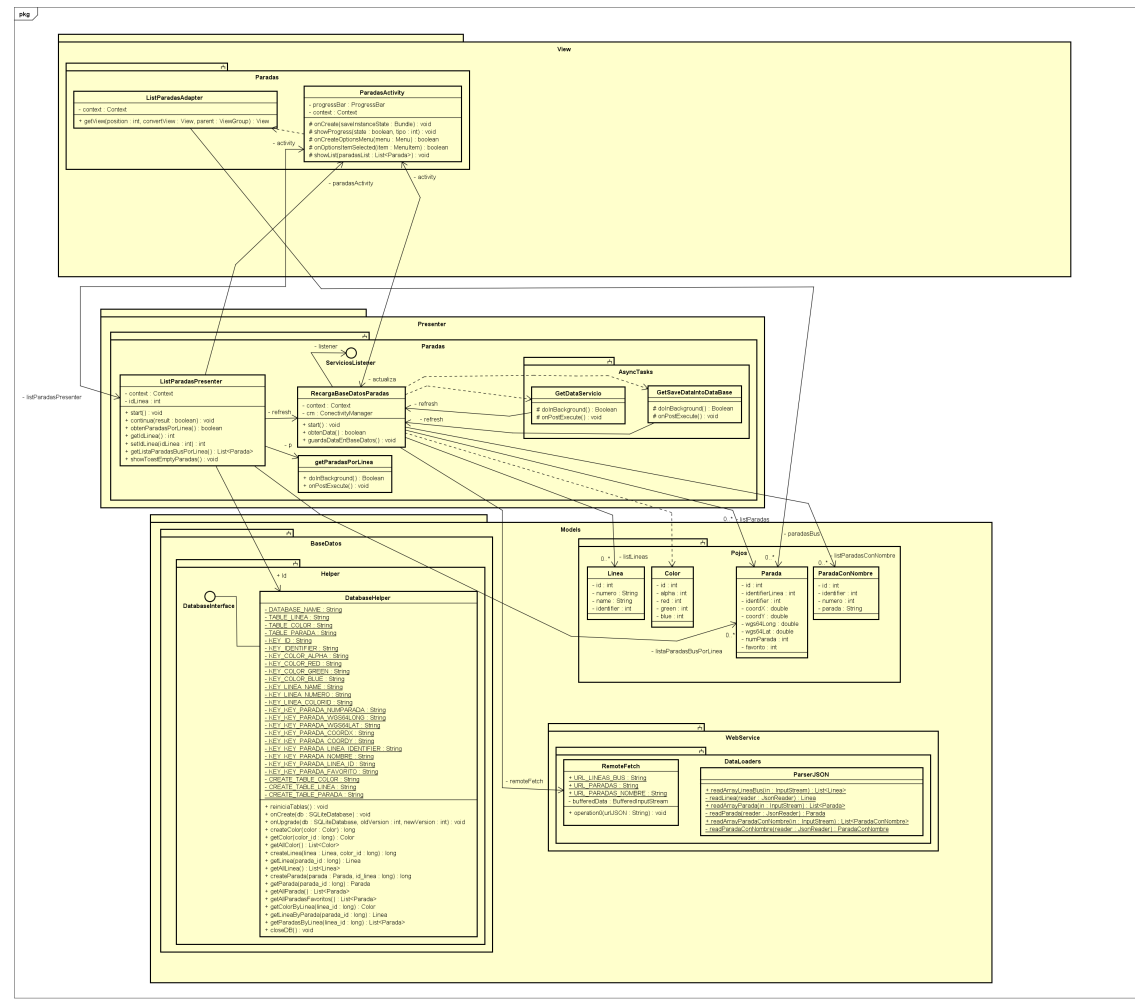 pkg
View
Paradas
ListParadasAdapter
- context : Context
+ getView(position : int, convertView : View, parent : ViewGroup) : View
ParadasActivity
- progressBar : ProgressBar
- context : Context
# onCreate(saveInstanceState : Bundle) : void
# showProgress(state : boolean, tipo : int) : void
# onCreateOptionsMenu(menu : Menu) : boolean
# onOptionsItemSelected(item : MenuItem) : boolean
# showList(paradasList : List<Parada>) : void
- activity
- paradasActivity
- activity
Presenter
Paradas
- listener
ServiciosListener
- actualiza
- listParadasPresenter
ListParadasPresenter
- context : Context
- idLinea : int
+ start() : void
+ continua(result : boolean) : void
+ obtenParadasPorLinea() : boolean
+ getIdLinea() : int
+ setIdLinea(idLinea : int) : int
+ getListaParadasBusPorLinea() : List<Parada>
+ showToastEmptyParadas() : void
- refresh
- p
RecargaBaseDatosParadas
- context : Context
- cm : ConectivityManager
+ start() : void
+ obtenData() : boolean
+ guardaDataEnBaseDatos() : void
getParadasPorLinea
+ doInBackground() : Boolean
+ onPostExecute() : void
AsyncTasks
GetDataServicio
# doInBackground() : Boolean
# onPostExecute() : void
GetSaveDataIntoDataBase
# doInBackground() : Boolean
# onPostExecute() : void
- refresh
- refresh
Models
BaseDatos
Helper
+ id
DatabaseInterface
DatabaseHelper
- DATABASE_NAME : String
- TABLE_LINEA : String
- TABLE_COLOR : String
- TABLE_PARADA : String
- KEY_ID : String
- KEY_IDENTIFIER : String
- KEY_COLOR_ALPHA : String
- KEY_COLOR_RED : String
- KEY_COLOR_GREEN : String
- KEY_COLOR_BLUE : String
- KEY_LINEA_NAME : String
- KEY_LINEA_NUMERO : String
- KEY_LINEA_COLORID : String
- KEY_KEY_PARADA_NUMPARADA : String
- KEY_KEY_PARADA_WGS64LONG : String
- KEY_KEY_PARADA_WGS64LAT : String
- KEY_KEY_PARADA_COORDX : String
- KEY_KEY_PARADA_COORDY : String
- KEY_KEY_PARADA_LINEA_IDENTIFIER : String
- KEY_KEY_PARADA_NOMBRE : String
- KEY_KEY_PARADA_LINEA_ID : String
- KEY_KEY_PARADA_FAVORITO : String
- CREATE_TABLE_COLOR : String
- CREATE_TABLE_LINEA : String
- CREATE_TABLE_PARADA : String
+ reiniciaTablas() : void
+ onCreate(db : SQLiteDatabase) : void
+ onUpgrade(db : SQLiteDatabase, oldVersion : int, newVersion : int) : void
+ createColor(color : Color) : long
+ getColor(color_id : long) : Color
+ getAllColor() : List<Color>
+ createLinea(linea : Linea, color_id : long) : long
+ getLinea(parada_id : long) : Linea
+ getAllLinea() : List<Linea>
+ createParada(parada : Parada, id_linea : long) : long
+ getParada(parada_id : long) : Parada
+ getAllParada() : List<Parada>
+ getAllParadasFavoritos() : List<Parada>
+ getColorByLinea(linea_id : long) : Color
+ getLineaByParada(parada_id : long) : Linea
+ getParadasByLinea(linea_id : long) : List<Parada>
+ closeDB() : void
Pojos
0..* - listLineas
0..* - listParadas
- paradasBus
0..*
- listParadasConNombre
0..*
Linea
- id : int
- numero : String
- name : String
- identifier : int
Color
- id : int
- alpha : int
- red : int
- green : int
- blue : int
Parada
- id : int
- identifierLinea : int
- identifier : int
- coordX : double
- coordY : double
- wgs64Long : double
- wgs64Lat : double
- numParada : int
- favorito : int
ParadaConNombre
- id : int
- identifier : int
- numero : int
- parada : String
0..*
- listaParadasBusPorLinea
WebService
DataLoaders
- remoteFetch
RemoteFetch
+ URL_LINEAS_BUS : String
+ URL_PARADAS : String
+ URL_PARADAS_NOMBRE : String
- bufferedData : BufferedInputStream
+ operation0(urlJSON : String) : void
ParserJSON
+ readArrayLineasBus(in : InputStream) : List<Linea>
- readLinea(reader : JsonReader) : Linea
+ readArrayParada(in : InputStream) : List<Parada>
- readParada(reader : JsonReader) : Parada
+ readArrayParadaConNombre(in : InputStream) : List<ParadaConNombre>
- readParadaConNombre(reader : JsonReader) : ParadaConNombre